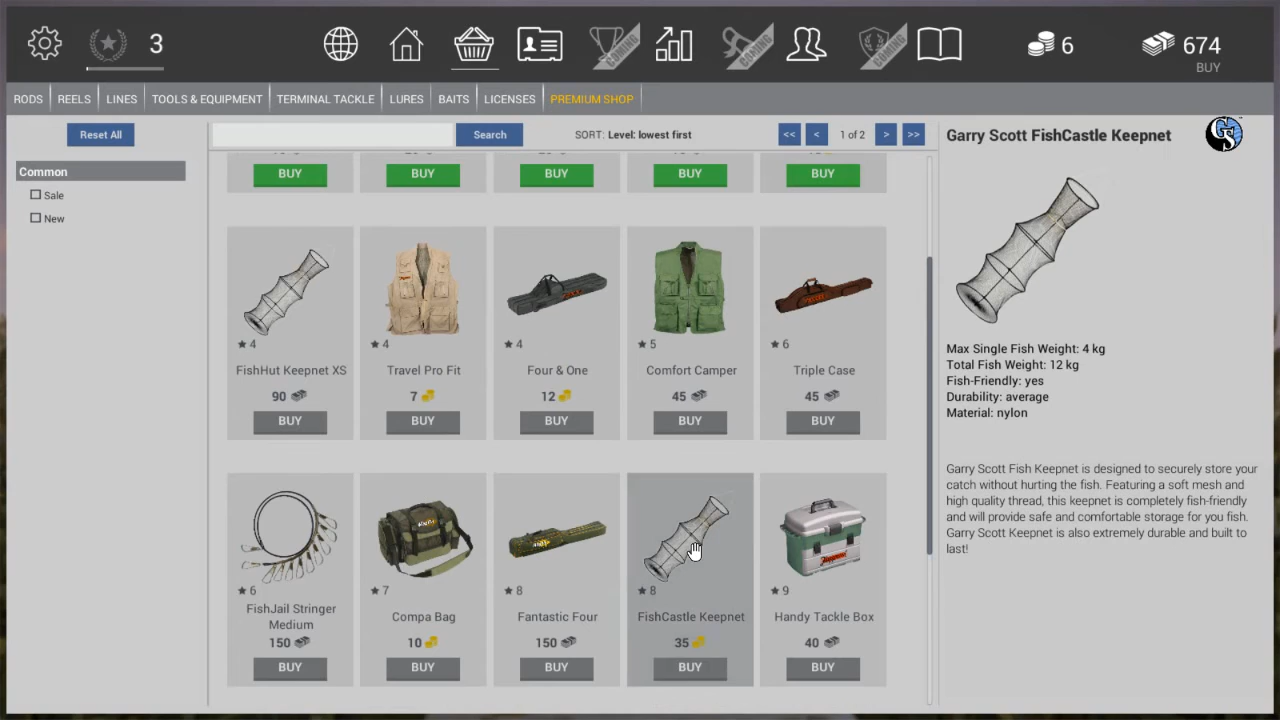 3
COMING
COMING
COMING
6
674
BUY
RODS
REELS
LINES
TOOLS & EQUIPMENT
TERMINAL TACKLE
LURES
BAITS
LICENSES
PREMIUM SHOP
Reset All
Search
SORT: Level: lowest first
<<
<
1 of 2
>
>>
Common
Sale
New
BUY
BUY
BUY
BUY
BUY
4
FishHut Keepnet XS
90
BUY
4
Travel Pro Fit
7
BUY
4
Four & One
12
BUY
5
Comfort Camper
45
BUY
6
Triple Case
45
BUY
6
FishJail Stringer
Medium
150
BUY
7
Compa Bag
10
BUY
8
Fantastic Four
150
BUY
8
FishCastle Keepnet
35
BUY
9
Handy Tackle Box
40
BUY
Garry Scott FishCastle Keepnet
GS
Max Single Fish Weight: 4 kg
Total Fish Weight: 12 kg
Fish-Friendly: yes
Durability: average
Material: nylon
Garry Scott Fish Keepnet is designed to securely store your
catch without hurting the fish. Featuring a soft mesh and
high quality thread, this keepnet is completely fish-friendly
and will provide safe and comfortable storage for you fish.
Garry Scott Keepnet is also extremely durable and built to
last!